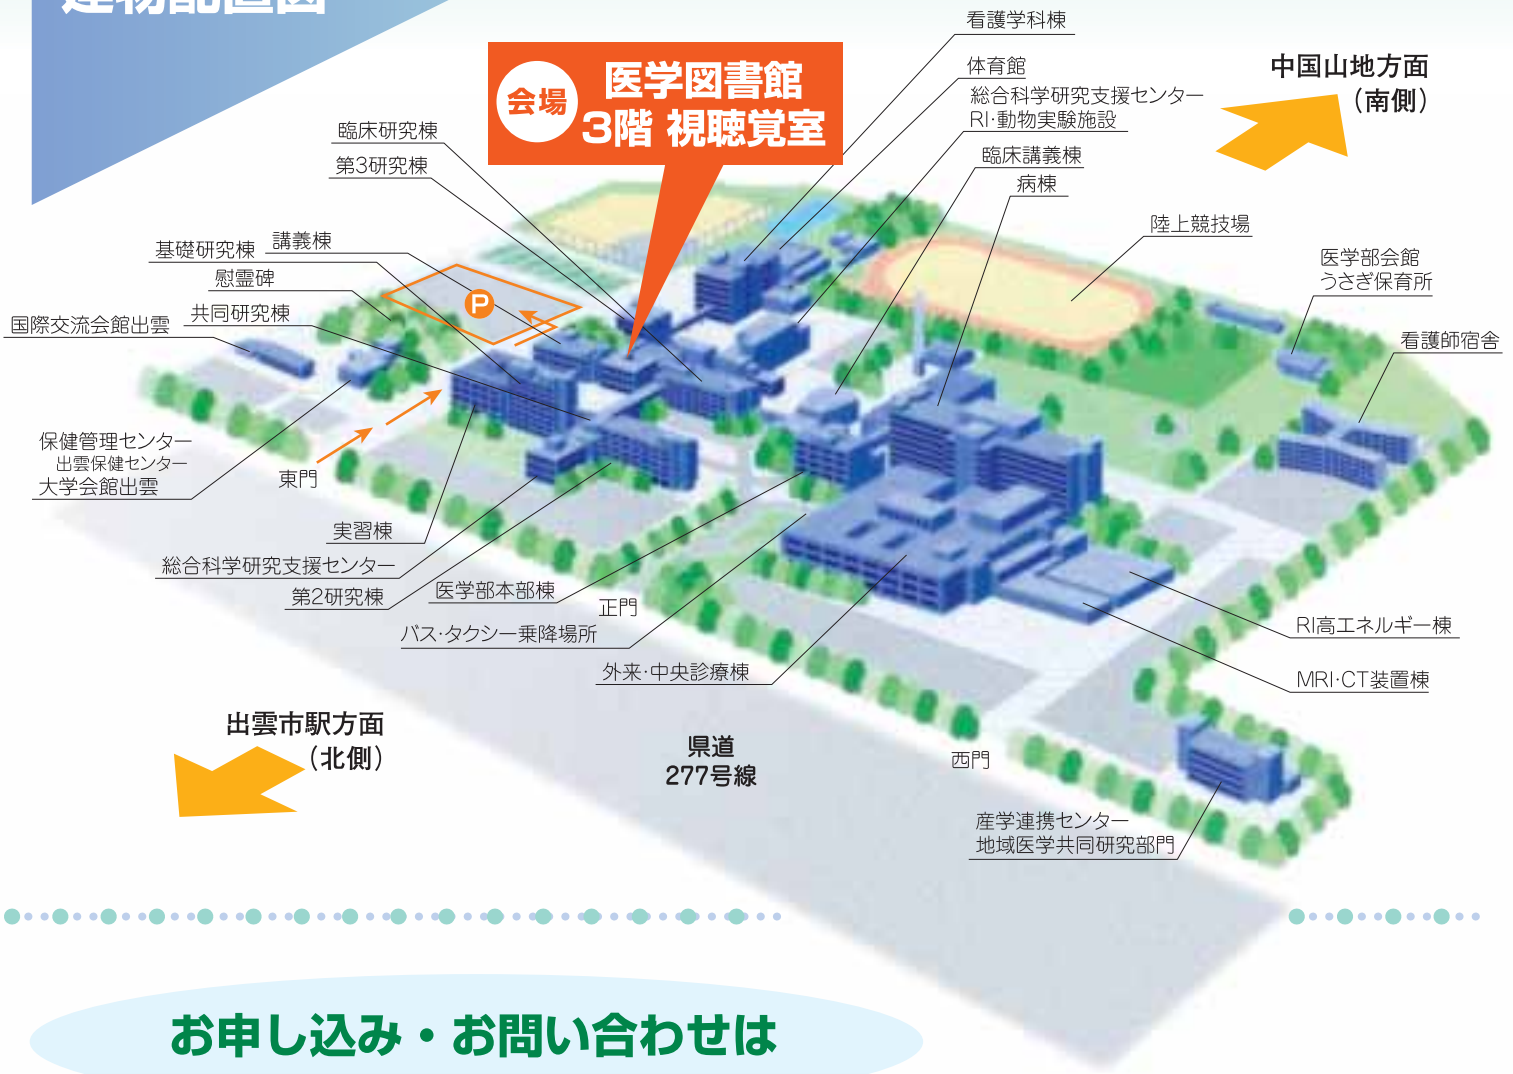 建物配置図
看護学科棟
体育館
総合科学研究支援センター
RI・動物実験施設
臨床講義棟
病棟
中国山地方面
（南側）
会場
医学図書館
3階 視聴覚室
臨床研究棟
第3研究棟
陸上競技場
医学部会館
うさぎ保育所
看護師宿舎
基礎研究棟
講義棟
慰霊碑
共同研究棟
国際交流会館出雲
P
保健管理センター
出雲保健センター
大学会館出雲
東門
実習棟
総合科学研究支援センター
第2研究棟
医学部本部棟
正門
バス・タクシー乗降場所
外来・中央診療棟
RI高エネルギー棟
MRI・CT装置棟
出雲市駅方面
（北側）
県道
277号線
西門
産学連携センター
地域医学共同研究部門
お申し込み・お問い合わせは